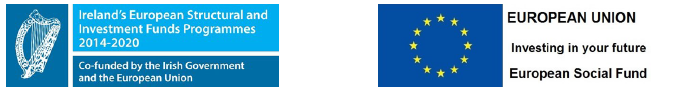 Ireland's European Structural and
Investment Funds Programmes
2014-2020
Co-funded by the Irish Government
and the European Union
EUROPEAN UNION
Investing in your future
European Social Fund